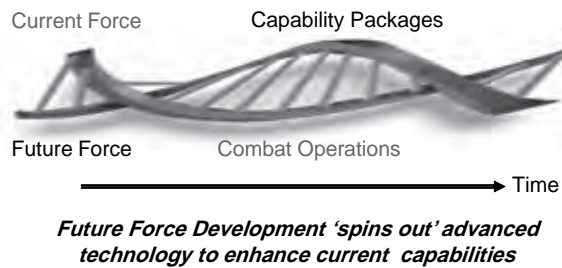 Current Force
Capability Packages
Future Force
Combat Operations
Time
Future Force Development ‘spins out’ advanced
technology to enhance current capabilities